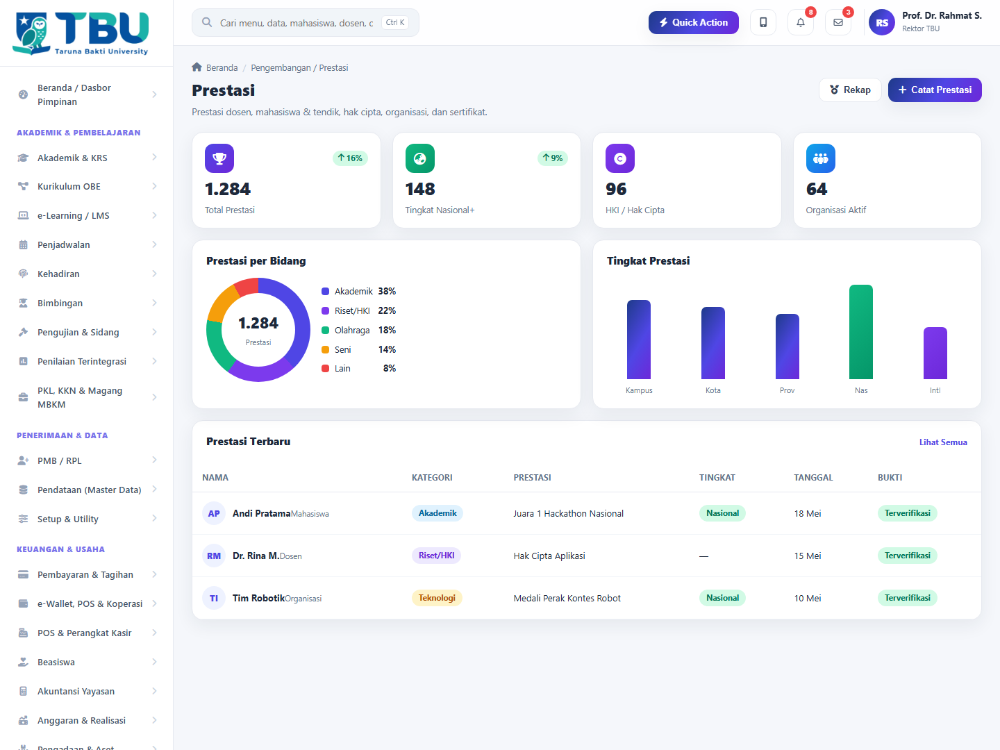 TBU
Taruna Bakti University
Cari menu, data, mahasiswa, dosen, c
Ctrl K
Quick Action
8
3
RS
Prof. Dr. Rahmat S.
Rektor TBU
Beranda / Dasbor
Pimpinan
AKADEMIK & PEMBELAJARAN
Akademik & KRS
Kurikulum OBE
e-Learning / LMS
Penjadwalan
Kehadiran
Bimbingan
Pengujian & Sidang
Penilaian Terintegrasi
PKL, KKN & Magang
MBKM
PENERIMAAN & DATA
PMB / RPL
Pendataan (Master Data)
Setup & Utility
KEUANGAN & USAHA
Pembayaran & Tagihan
e-Wallet, POS & Koperasi
POS & Perangkat Kasir
Beasiswa
Akuntansi Yayasan
Anggaran & Realisasi
Pengadaan & Aset
Beranda / Pengembangan / Prestasi
Prestasi
Prestasi dosen, mahasiswa & tendik, hak cipta, organisasi, dan sertifikat.
Rekap
Catat Prestasi
16%
1.284
Total Prestasi
9%
148
Tingkat Nasional+
96
HKI / Hak Cipta
64
Organisasi Aktif
Prestasi per Bidang
1.284
Prestasi
Akademik 38%
Riset/HKI 22%
Olahraga 18%
Seni 14%
Lain 8%
Tingkat Prestasi
Kampus Kota Prov Nas Intl
Prestasi Terbaru
Lihat Semua
NAMA KATEGORI PRESTASI TINGKAT TANGGAL BUKTI
AP Andi PratamaMahasiswa Akademik Juara 1 Hackathon Nasional Nasional 18 Mei Terverifikasi
RM Dr. Rina M.Dosen Riset/HKI Hak Cipta Aplikasi — 15 Mei Terverifikasi
TI Tim RobotikOrganisasi Teknologi Medali Perak Kontes Robot Nasional 10 Mei Terverifikasi